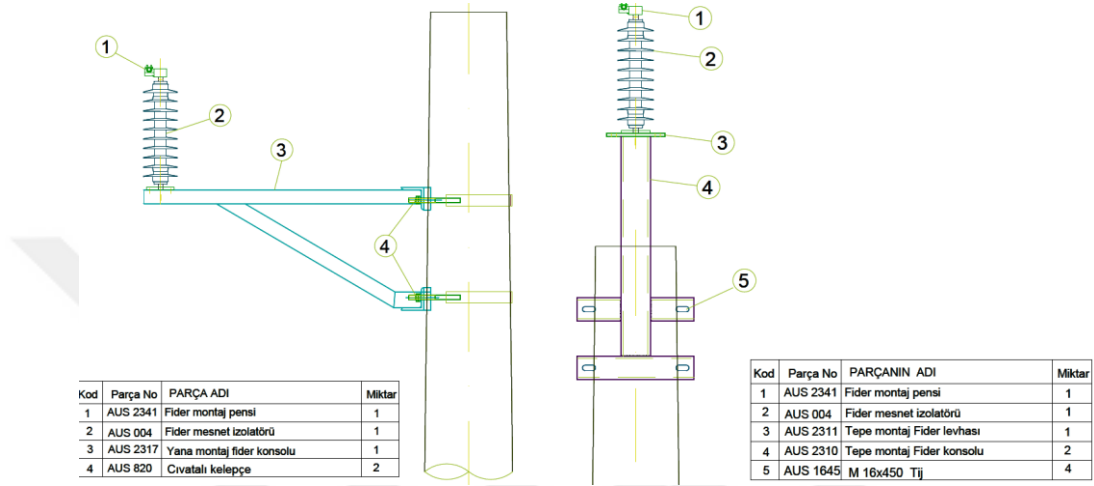 1
2
3
4
1
2
3
4
5
Kod Parça No PARÇA ADI Miktar
1 AUS 2341 Fider montaj pensi 1
2 AUS 004 Fider mesnet izolatörü 1
3 AUS 2317 Yana montaj fider konsolu 1
4 AUS 820 Cıvatalı kelepçe 2
Kod Parça No PARÇANIN ADI Miktar
1 AUS 2341 Fider montaj pensi 1
2 AUS 004 Fider mesnet izolatörü 1
3 AUS 2311 Tepe montaj Fider levhası 1
4 AUS 2310 Tepe montaj Fider konsolu 2
5 AUS 1645 M 16x450 Tij 4